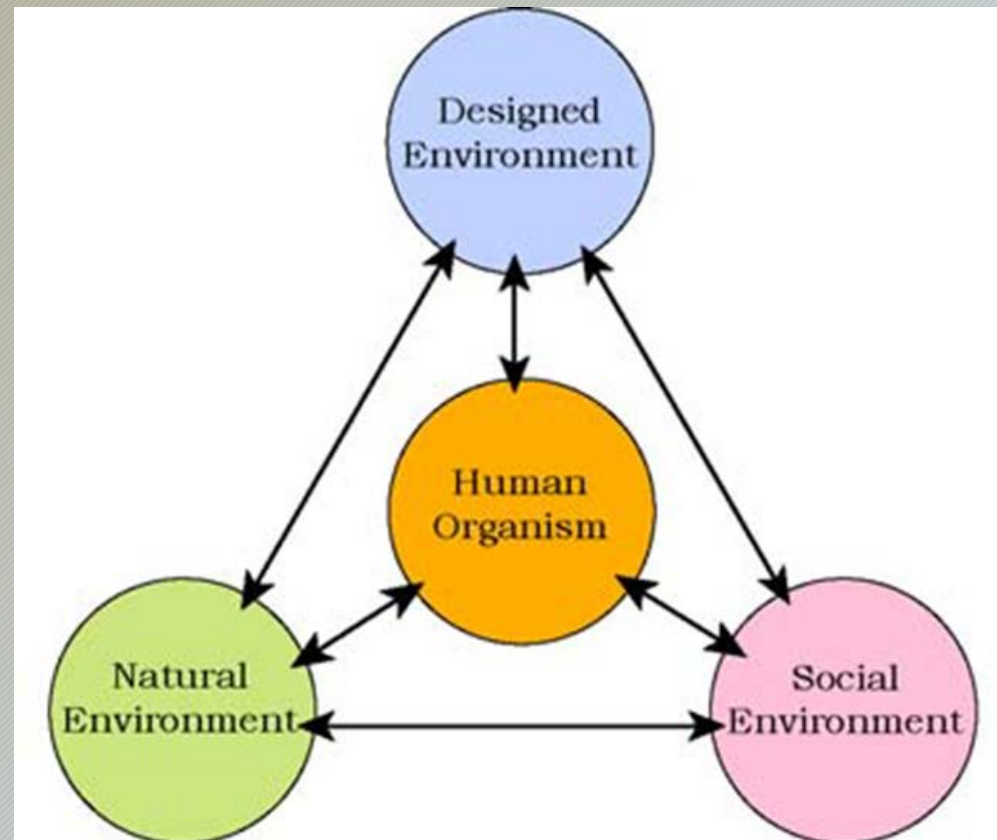 Designed
Environment
Human
Organism
Natural
Environment
Social
Environment